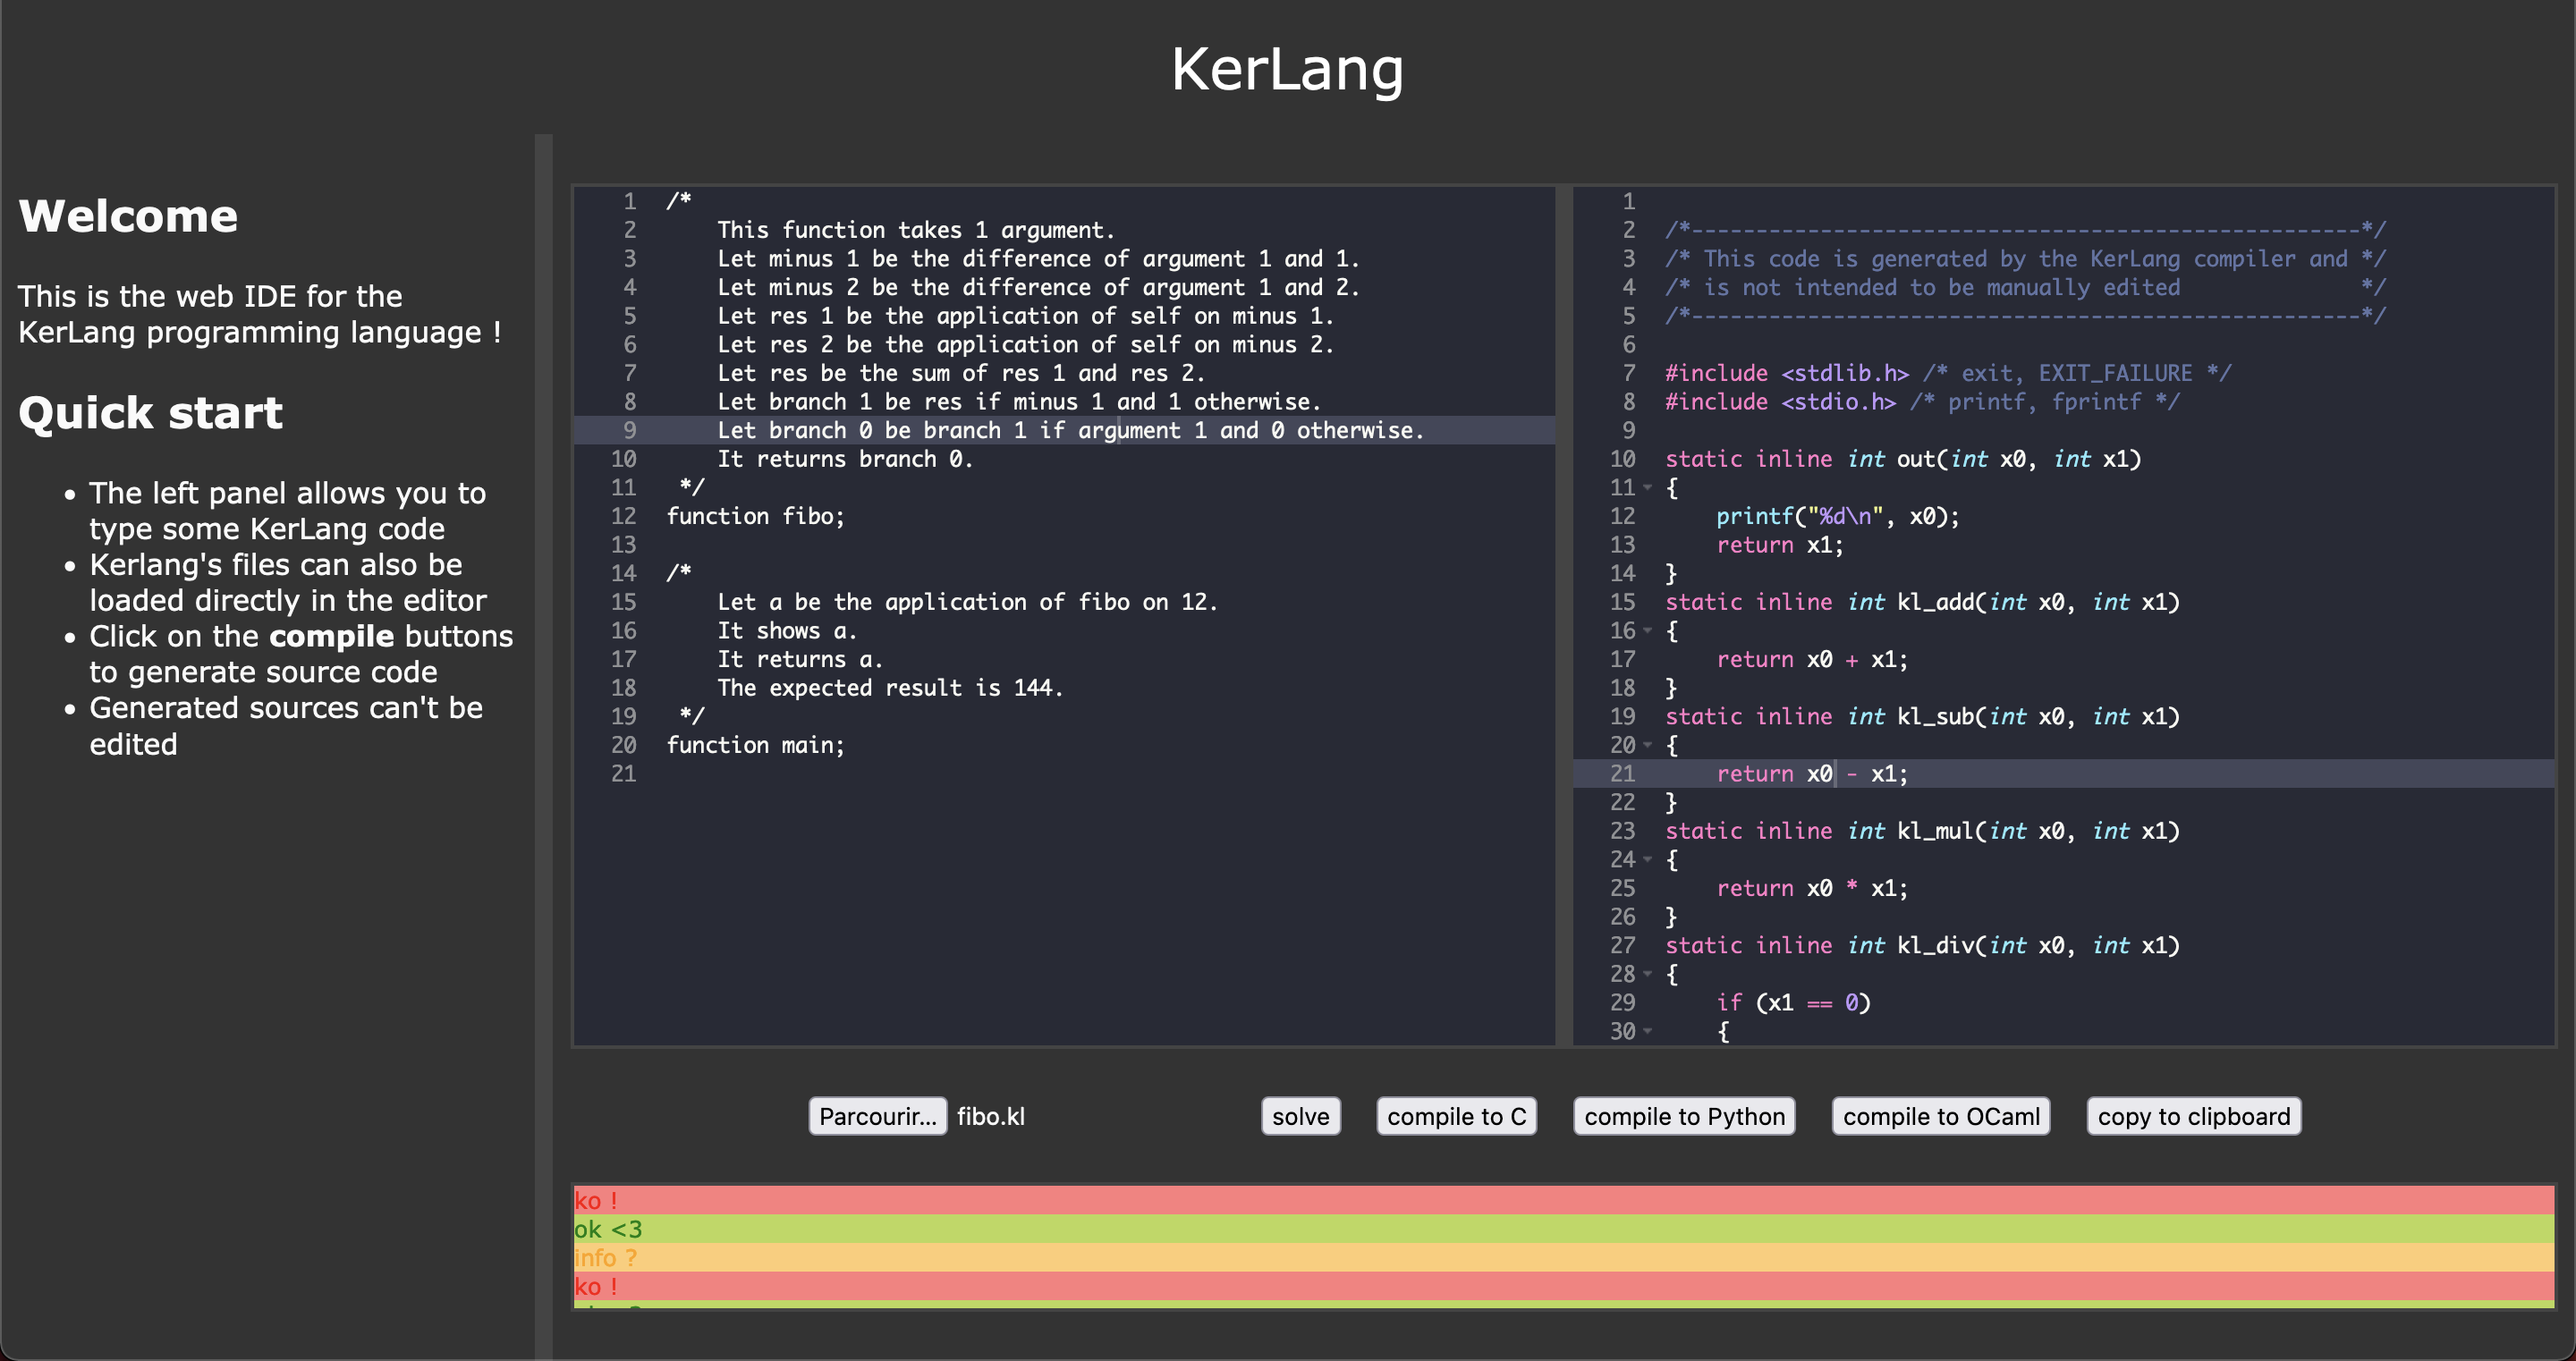 KerLang
Welcome
This is the web IDE for the
KerLang programming language !
Quick start
• The left panel allows you to
type some KerLang code
• Kerlang's files can also be
loaded directly in the editor
• Click on the compile buttons
to generate source code
• Generated sources can't be
edited
1 /*
2     This function takes 1 argument.
3     Let minus 1 be the difference of argument 1 and 1.
4     Let minus 2 be the difference of argument 1 and 2.
5     Let res 1 be the application of self on minus 1.
6     Let res 2 be the application of self on minus 2.
7     Let res be the sum of res 1 and res 2.
8     Let branch 1 be res if minus 1 and 1 otherwise.
9     Let branch 0 be branch 1 if argument 1 and 0 otherwise.
10     It returns branch 0.
11  */
12 function fibo;
13
14 /*
15     Let a be the application of fibo on 12.
16     It shows a.
17     It returns a.
18     The expected result is 144.
19  */
20 function main;
21
1
2 /*----------------------------------------------------*/
3 /* This code is generated by the KerLang compiler and */
4 /* is not intended to be manually edited              */
5 /*----------------------------------------------------*/
6
7 #include <stdlib.h> /* exit, EXIT_FAILURE */
8 #include <stdio.h> /* printf, fprintf */
9
10 static inline int out(int x0, int x1)
11 {
12     printf("%d\n", x0);
13     return x1;
14 }
15 static inline int kl_add(int x0, int x1)
16 {
17     return x0 + x1;
18 }
19 static inline int kl_sub(int x0, int x1)
20 {
21     return x0 - x1;
22 }
23 static inline int kl_mul(int x0, int x1)
24 {
25     return x0 * x1;
26 }
27 static inline int kl_div(int x0, int x1)
28 {
29     if (x1 == 0)
30     {
Parcourir... fibo.kl solve compile to C compile to Python compile to OCaml copy to clipboard
ko !
ok <3
info ?
ko !